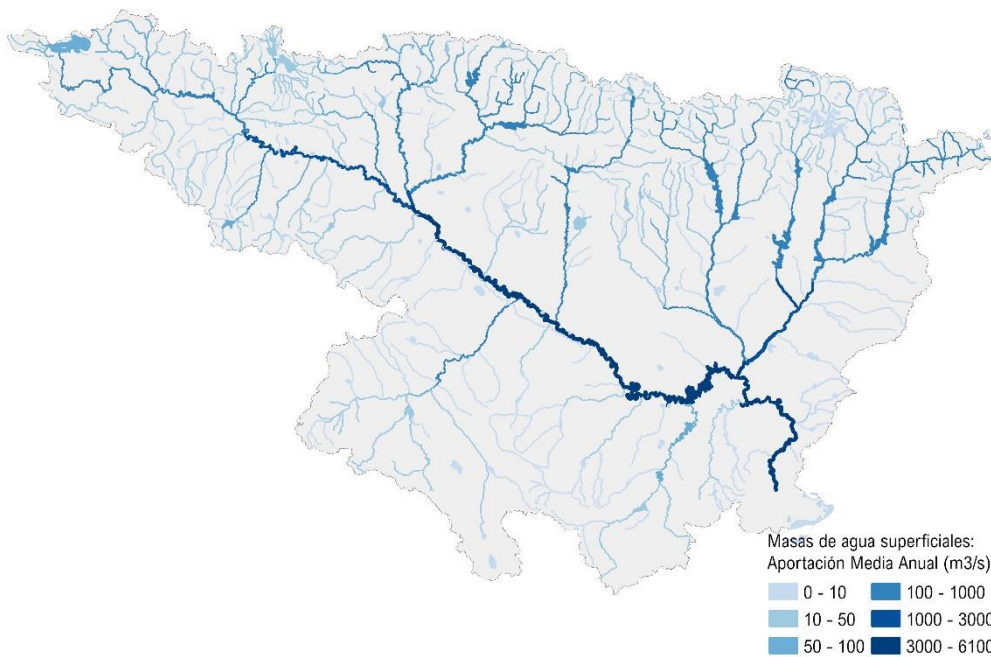 Masas de agua superficiales:
Aportación Media Anual (m3/s)
0 - 10
100 - 1000
10 - 50
1000 - 3000
50 - 100
3000 - 6100